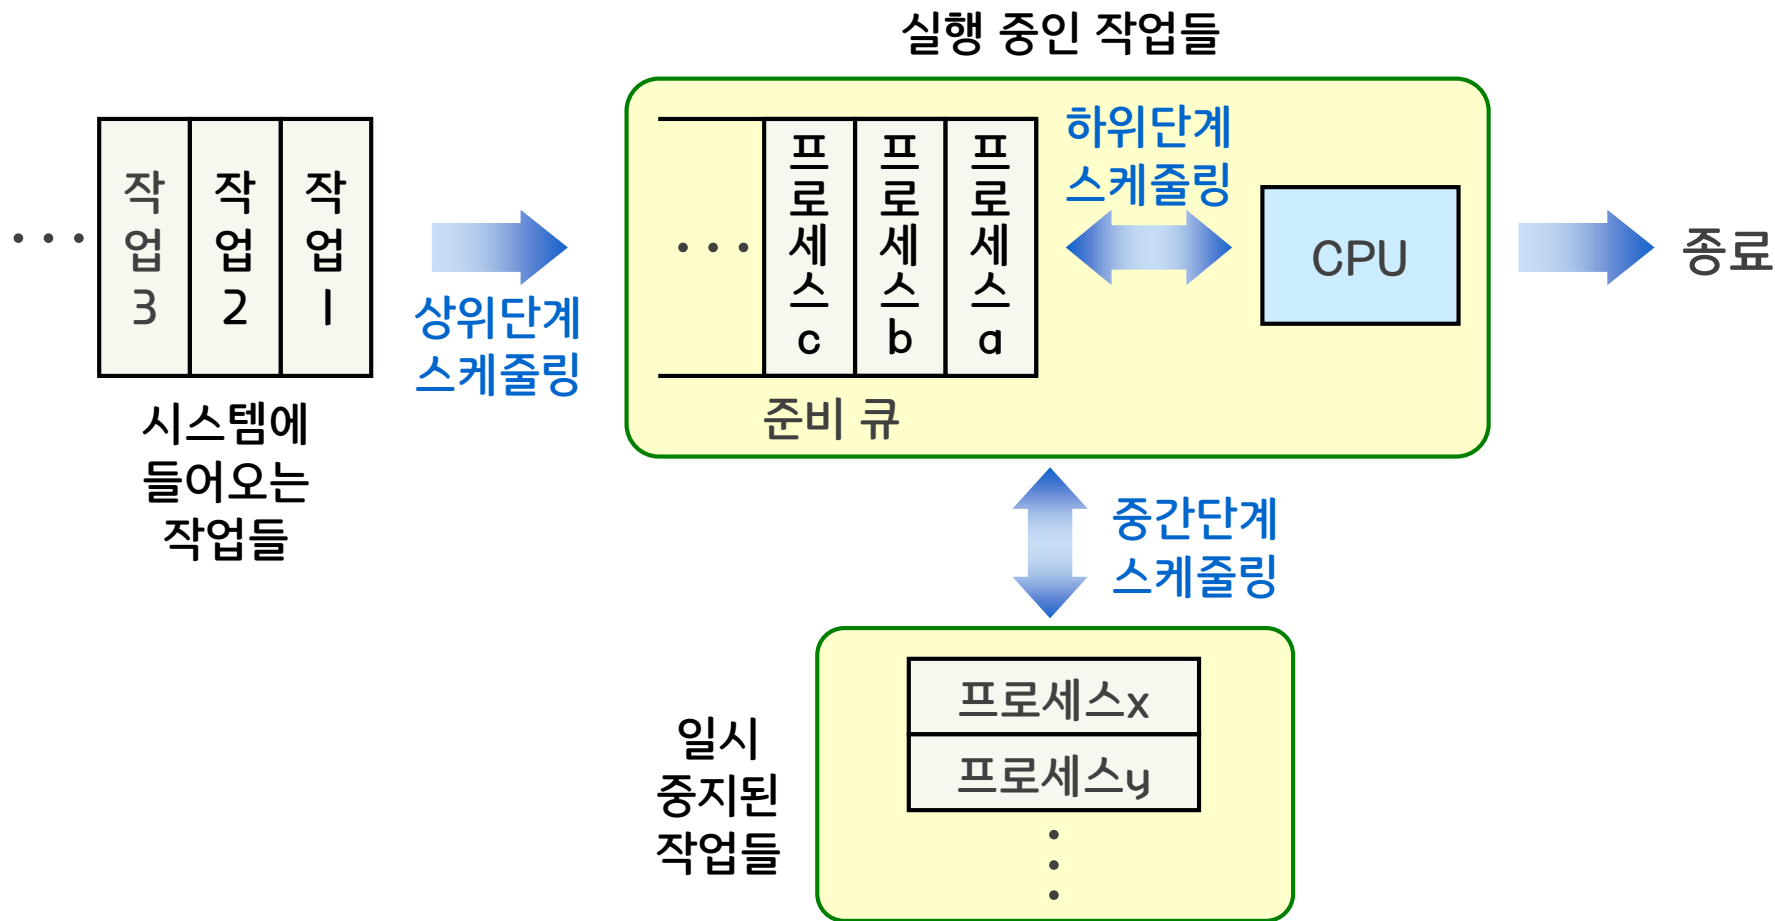 실행 중인 작업들
작업3
작업2
작업1
...
시스템에
들어오는
작업들
상위단계
스케줄링
...
프로세스c
프로세스b
프로세스a
준비 큐
하위단계
스케줄링
CPU
종료
중간단계
스케줄링
일시
중지된
작업들
프로세스x
프로세스y
...